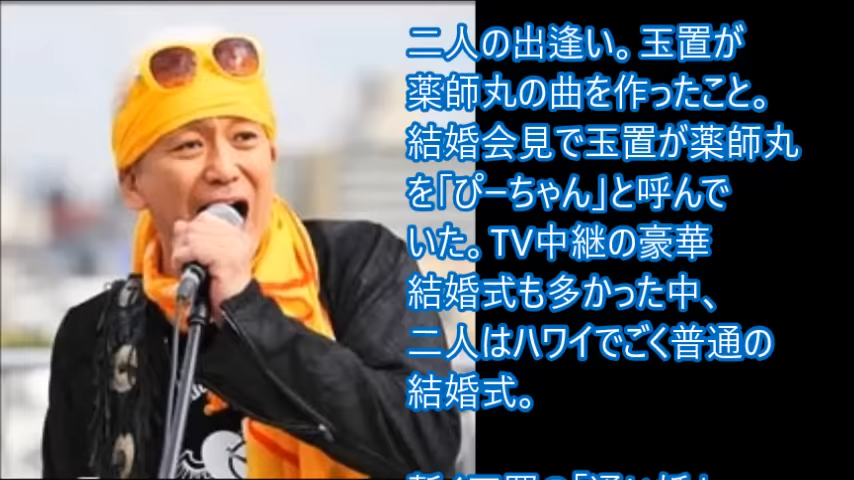 二人の出逢い。玉置が
薬師丸の曲を作ったこと。
結婚会見で玉置が薬師丸
を「ぴーちゃん」と呼んで
いた。TV中継の豪華
結婚式も多かった中、
二人はハワイでごく普通の
結婚式。